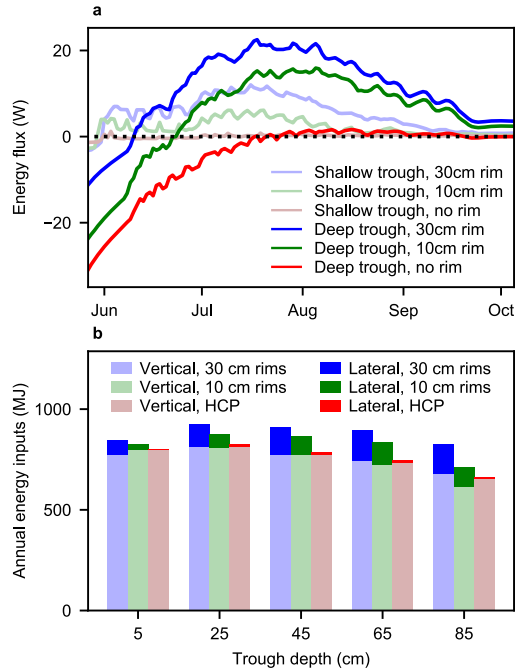 a
Energy flux (W)
20
0
−20
Shallow trough, 30cm rim
Shallow trough, 10cm rim
Shallow trough, no rim
Deep trough, 30cm rim
Deep trough, 10cm rim
Deep trough, no rim
Jun Jul Aug Sep Oct
b
Annual energy inputs (MJ)
Vertical, 30 cm rims Lateral, 30 cm rims
Vertical, 10 cm rims Lateral, 10 cm rims
Vertical, HCP Lateral, HCP
1000
500
0
5 25 45 65 85
Trough depth (cm)